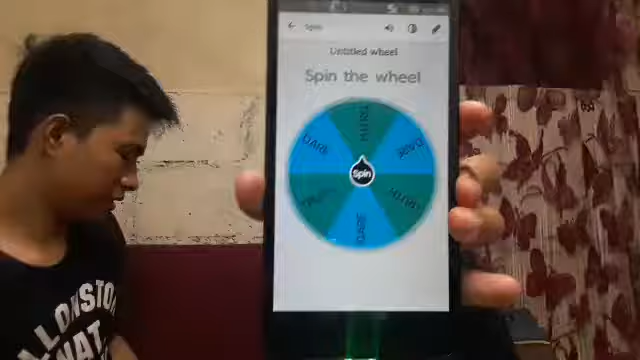 Spin
Untitled wheel
Spin the wheel
TRUTH
DARE
DARE
Spin
TRUTH
TRUTH
DARE